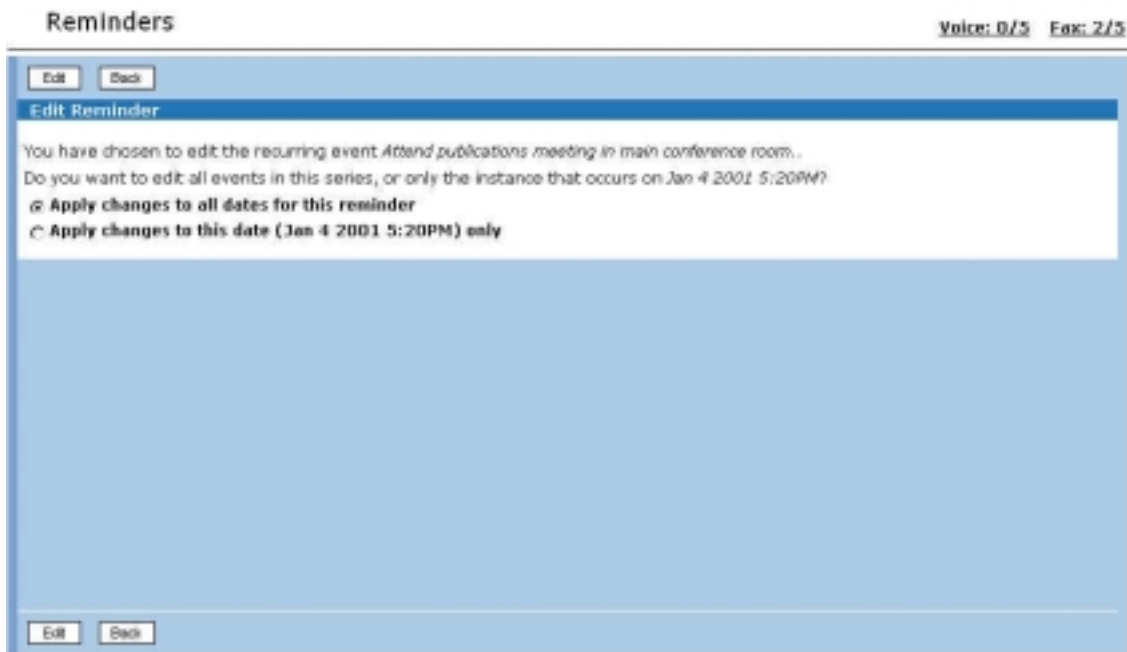 Reminders
Voice: 0/5 Fax: 2/5
Edit Back
Edit Reminder
You have chosen to edit the recurring event Attend publications meeting in main conference room..
Do you want to edit all events in this series, or only the instance that occurs on Jan 4 2001 5:20PM?
Apply changes to all dates for this reminder
Apply changes to this date (Jan 4 2001 5:20PM) only
Edit Back